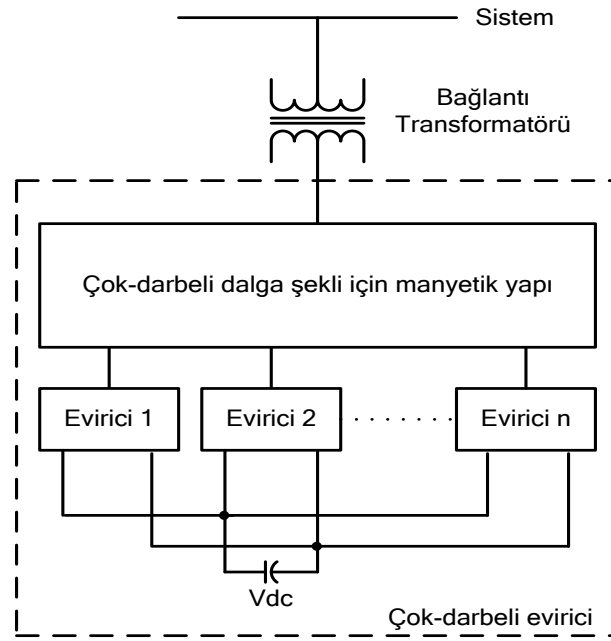 Sistem
Bağlantı
Transformatörü
Çok-darbeli dalga şekli için manyetik yapı
Evirici 1
Evirici 2
Evirici n
Vdc
Çok-darbeli evirici